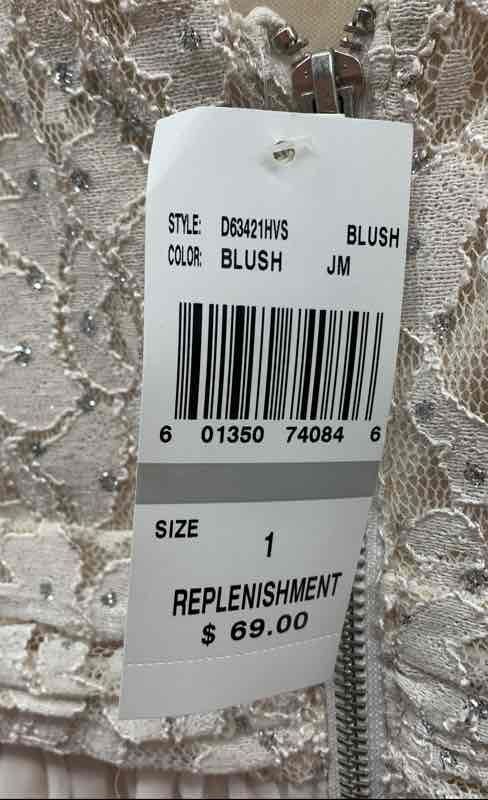 STYLE: D63421HVS BLUSH
COLOR: BLUSH JM
6 01350 74084 6
SIZE 1
REPLENISHMENT
$ 69.00